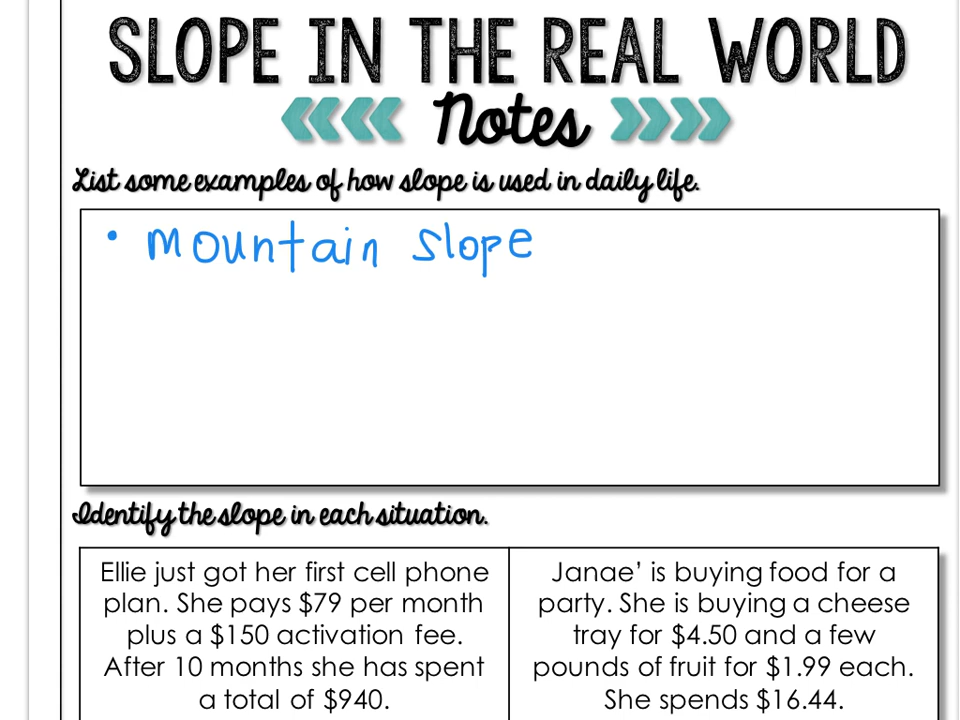 SLOPE IN THE REAL WORLD
Notes
List some examples of how slope is used in daily life.
• mountain slope
Identify the slope in each situation.
Ellie just got her first cell phone
plan. She pays $79 per month
plus a $150 activation fee.
After 10 months she has spent
a total of $940.
Janae’ is buying food for a
party. She is buying a cheese
tray for $4.50 and a few
pounds of fruit for $1.99 each.
She spends $16.44.